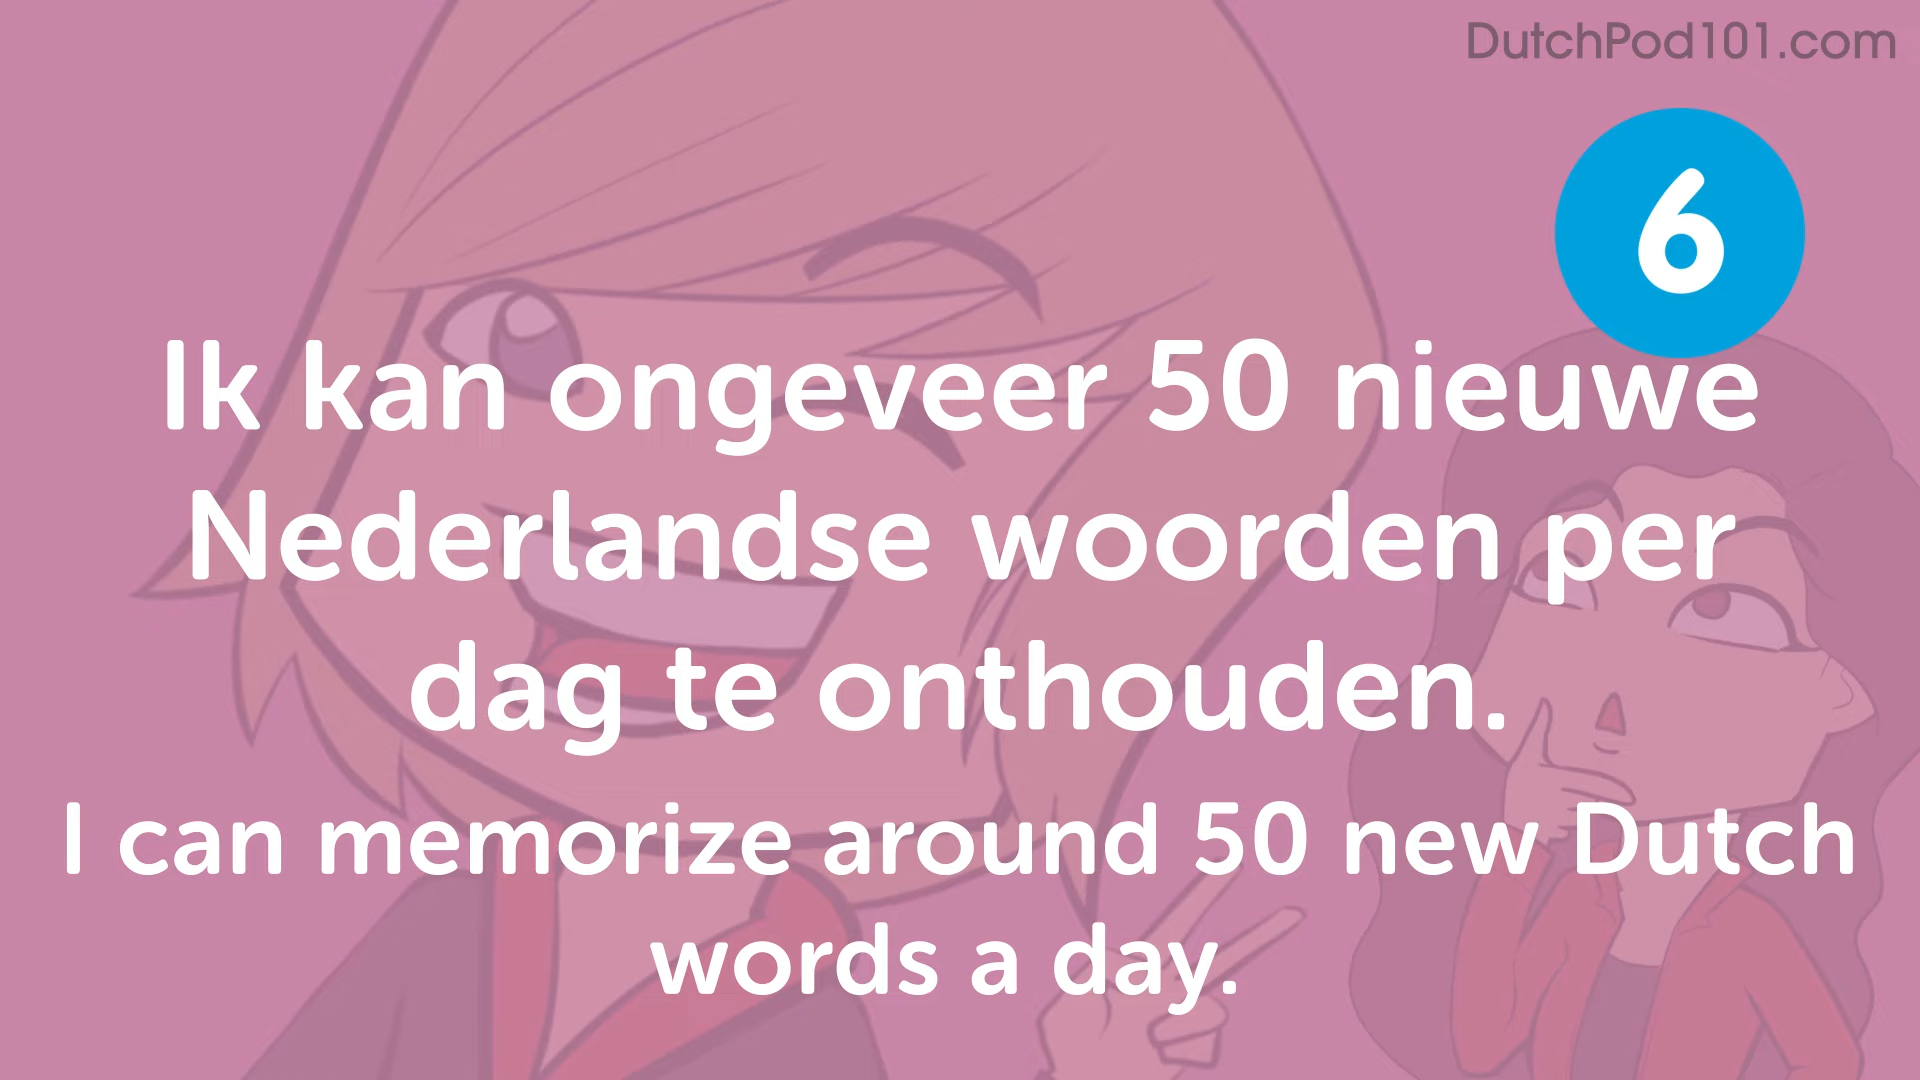 DutchPod101.com
6
Ik kan ongeveer 50 nieuwe
Nederlandse woorden per
dag te onthouden.
I can memorize around 50 new Dutch
words a day.